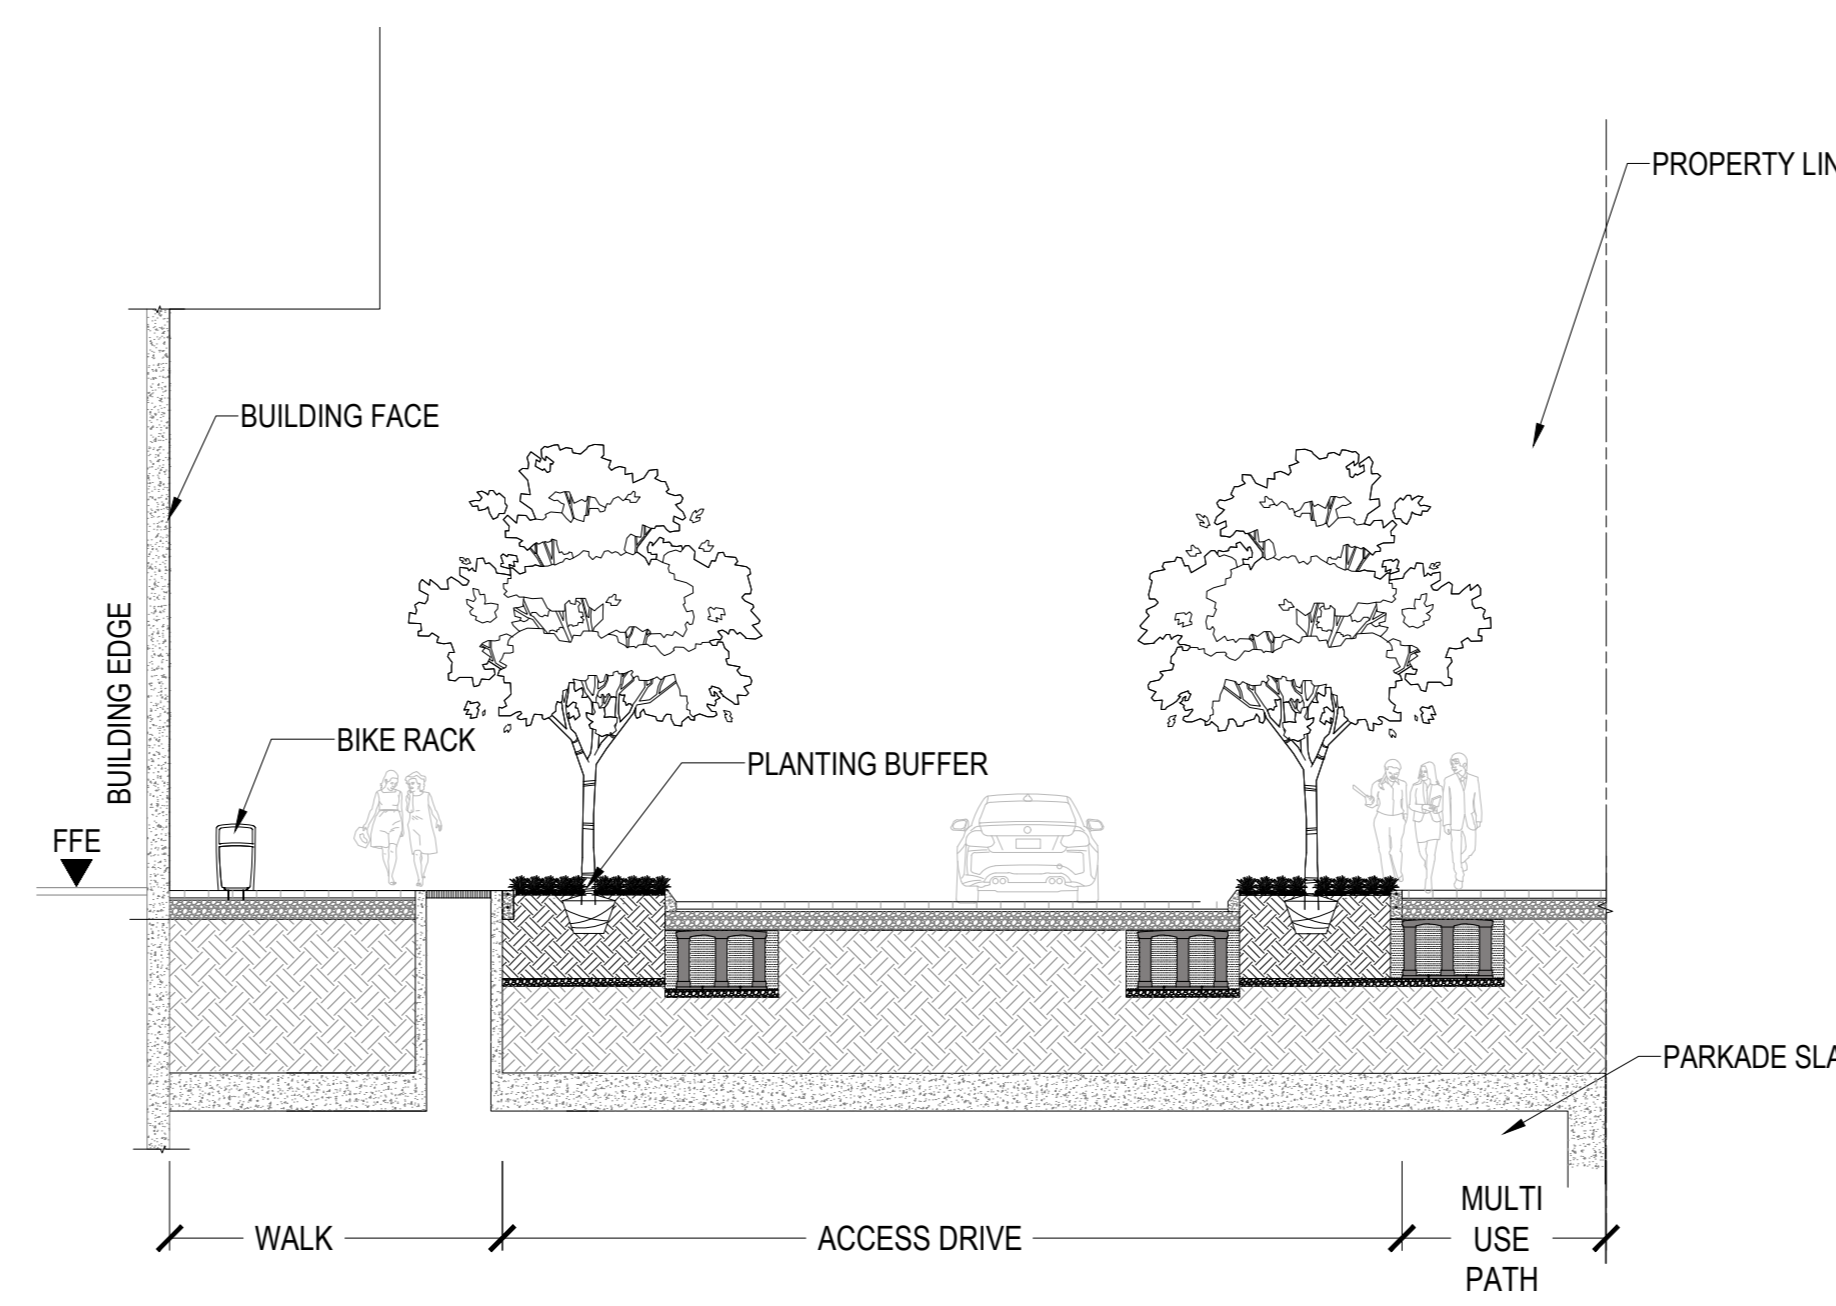 PROPERTY LIN
BUILDING FACE
BUILDING EDGE
BIKE RACK
PLANTING BUFFER
FFE
PARKADE SLA
WALK
ACCESS DRIVE
MULTI
USE
PATH